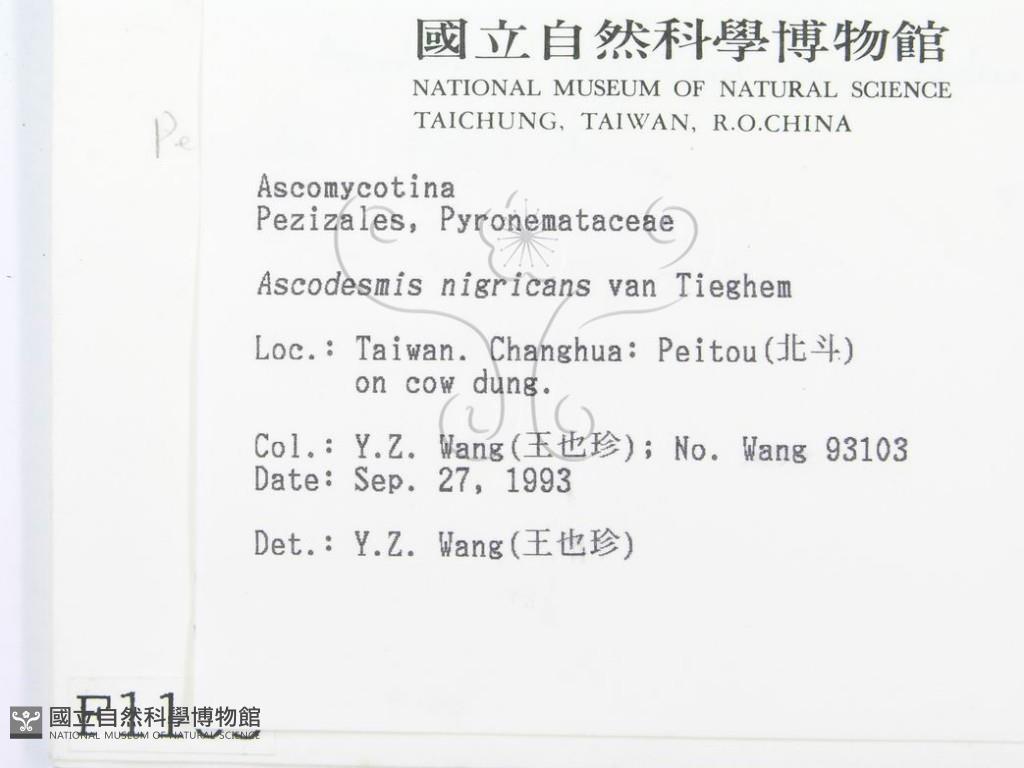 國立自然科學博物館
NATIONAL MUSEUM OF NATURAL SCIENCE
TAICHUNG, TAIWAN, R.O.CHINA
Pe
Ascomycotina
Pezizales, Pyronemataceae
Ascodesmis nigricans van Tieghem
Loc.: Taiwan. Changhua: Peitou(北斗)
on cow dung.
Col.: Y.Z. Wang(王也珍); No. Wang 93103
Date: Sep. 27, 1993
Det.: Y.Z. Wang(王也珍)
國立自然科學博物館
NATIONAL MUSEUM OF NATURAL SCIENCE